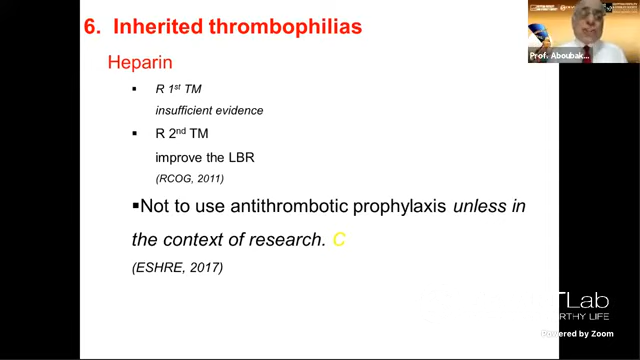 6. Inherited thrombophilias
Heparin
▪ R 1st TM
insufficient evidence
▪ R 2nd TM
improve the LBR
(RCOG, 2011)
▪Not to use antithrombotic prophylaxis unless in
the context of research. C
(ESHRE, 2017)
Prof. Aboubak...
TLab
RTHY LIFE
Powered by Zoom